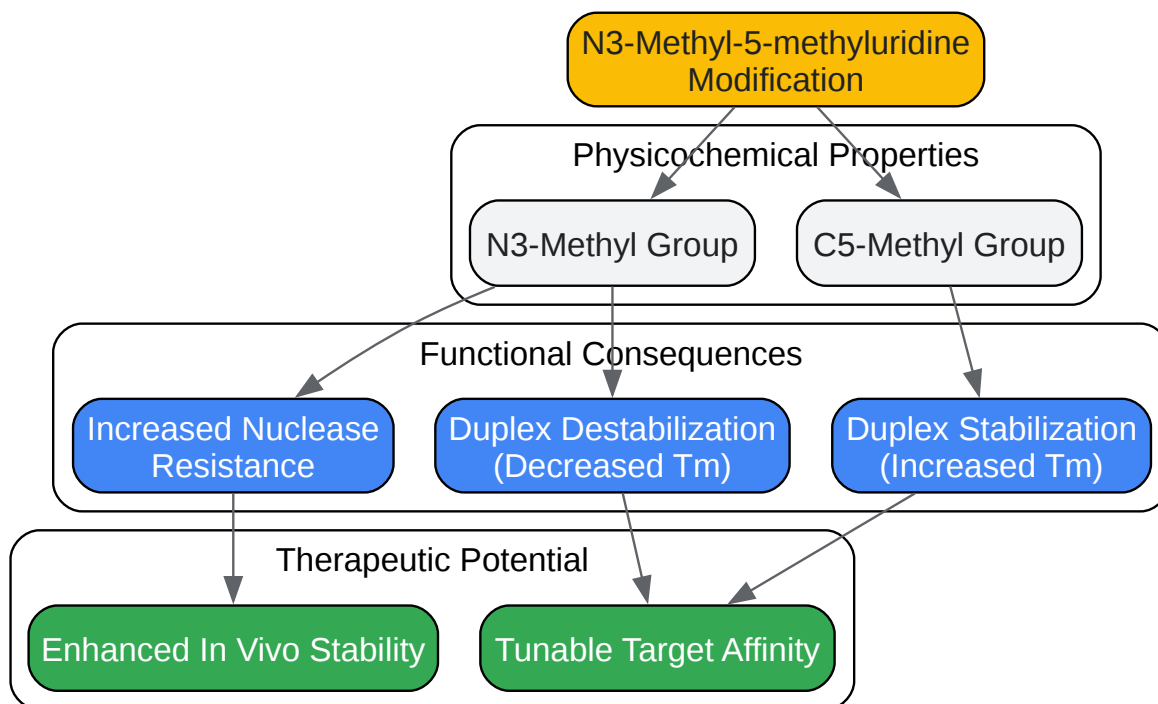 N3-Methyl-5-methyluridine
Modification
Physicochemical Properties
N3-Methyl Group
C5-Methyl Group
Functional Consequences
Increased Nuclease
Resistance
Duplex Destabilization
(Decreased Tm)
Duplex Stabilization
(Increased Tm)
Therapeutic Potential
Enhanced In Vivo Stability
Tunable Target Affinity